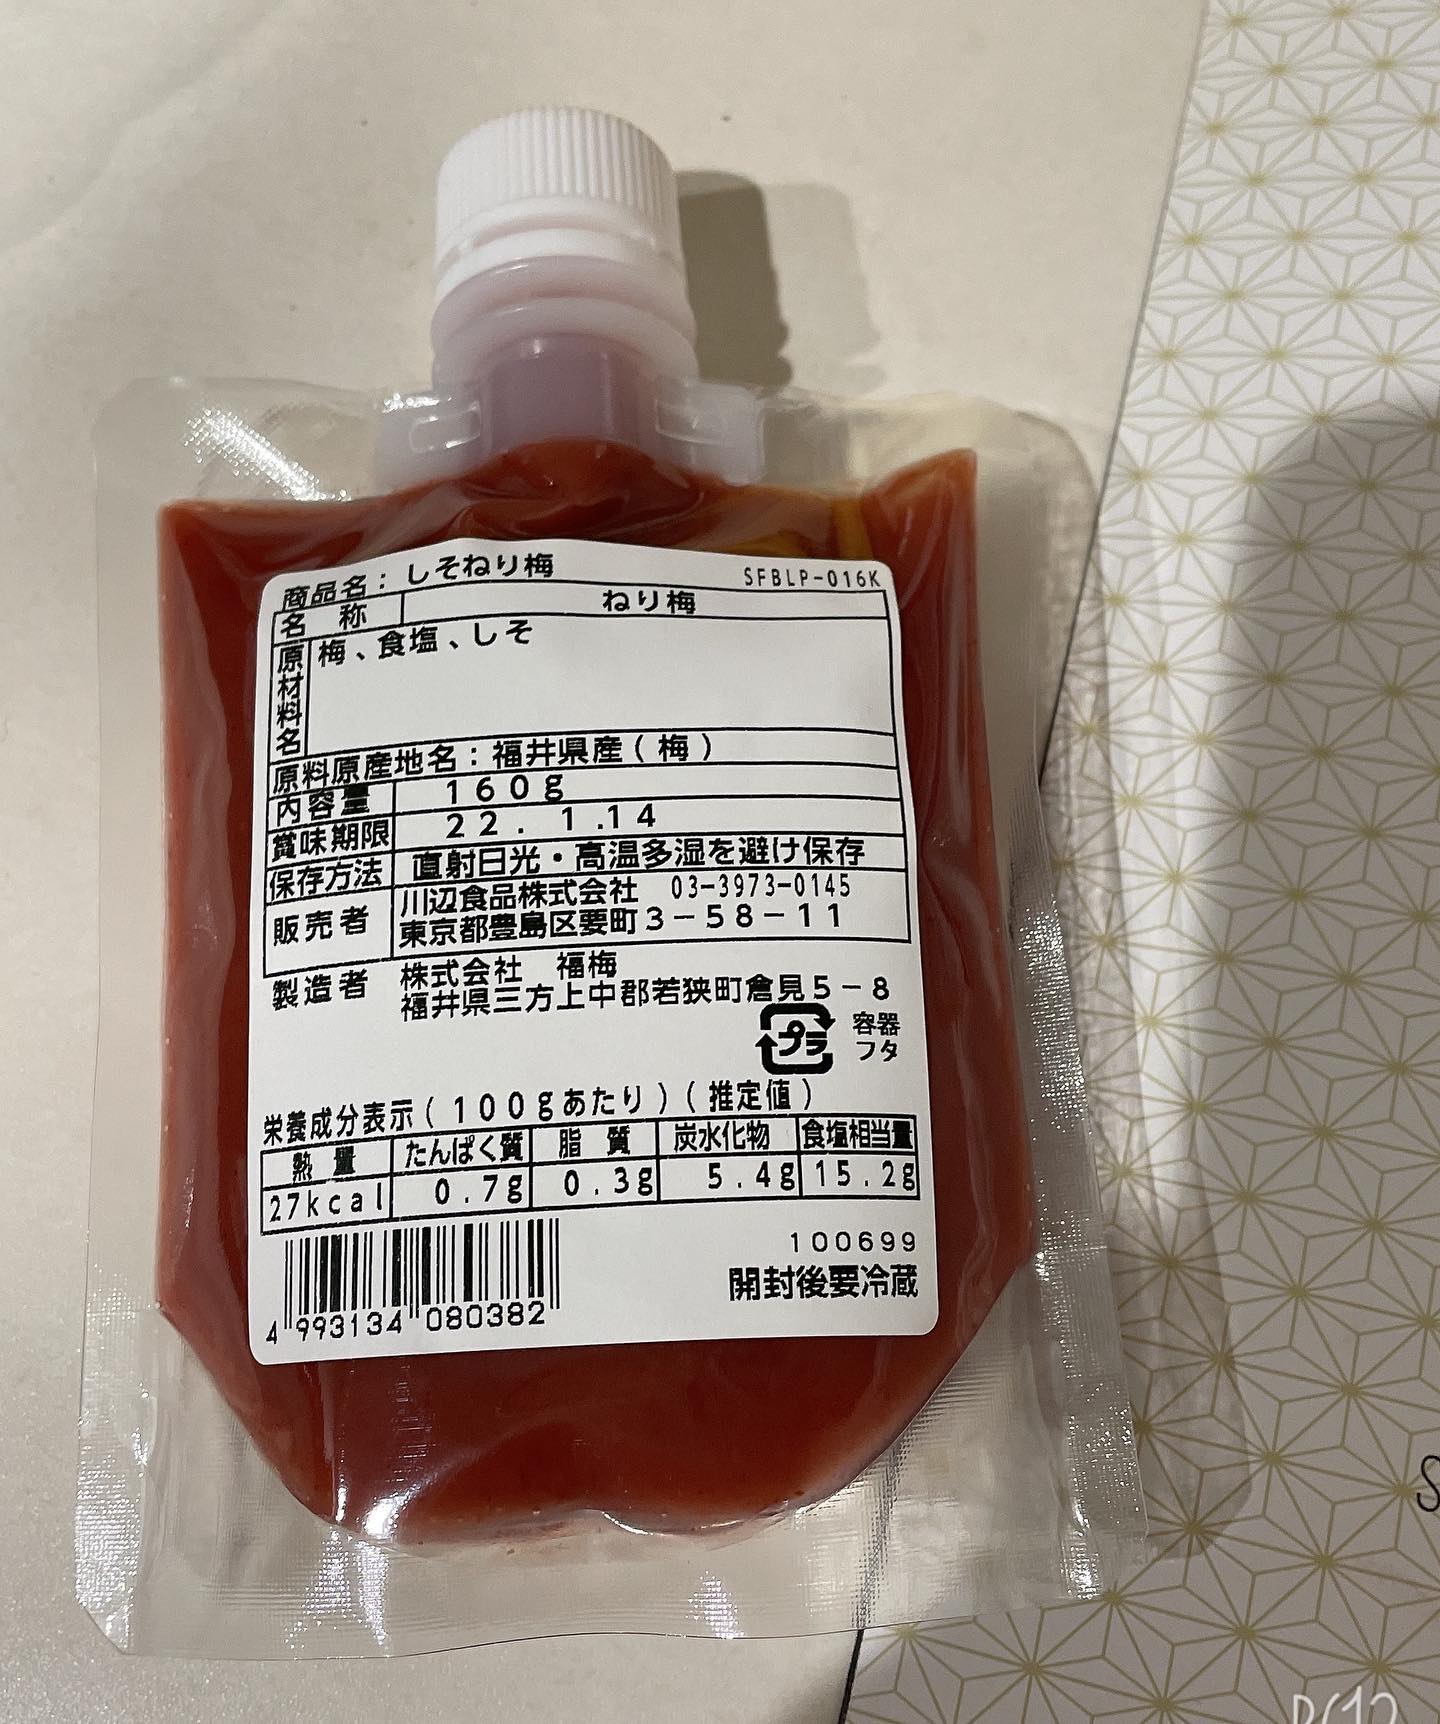 商品名：しそねり梅 SFBLP-016K
名称 ねり梅
原材料名 梅、食塩、しそ
原料原産地名：福井県産(梅)
内容量 160g
賞味期限 22. 1.14
保存方法 直射日光・高温多湿を避け保存
販売者 川辺食品株式会社 03-3973-0145
東京都豊島区要町3-58-11
製造者 株式会社 福梅
福井県三方上中郡若狭町倉見5-8
プラ 容器
フタ
栄養成分表示(100gあたり)(推定値)
熱量 たんぱく質 脂質 炭水化物 食塩相当量
27kcal 0.7g 0.3g 5.4g 15.2g
100699
開封後要冷蔵
4 993134 080382